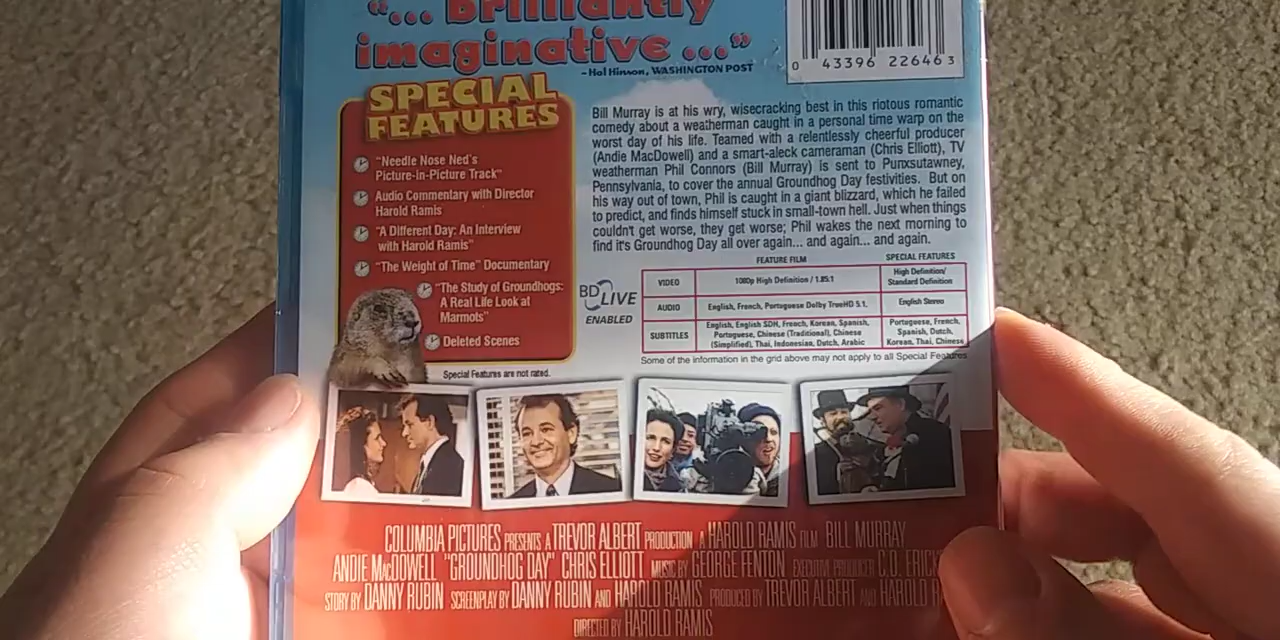 "... Brilliantly
imaginative ..."
- Hal Hinson, WASHINGTON POST
0 43396 22646 3
SPECIAL
FEATURES
"Needle Nose Ned's
Picture-in-Picture Track"
Audio Commentary with Director
Harold Ramis
"A Different Day: An Interview
with Harold Ramis"
"The Weight of Time" Documentary
"The Study of Groundhogs:
A Real Life Look at
Marmots"
Deleted Scenes
Special Features are not rated.
Bill Murray is at his wry, wisecracking best in this riotous romantic
comedy about a weatherman caught in a personal time warp on the
worst day of his life. Teamed with a relentlessly cheerful producer
(Andie MacDowell) and a smart-aleck cameraman (Chris Elliott), TV
weatherman Phil Connors (Bill Murray) is sent to Punxsutawney,
Pennsylvania, to cover the annual Groundhog Day festivities. But on
his way out of town, Phil is caught in a giant blizzard, which he failed
to predict, and finds himself stuck in small-town hell. Just when things
couldn't get worse, they get worse; Phil wakes the next morning to
find it's Groundhog Day all over again... and again... and again.
BD LIVE
ENABLED
FEATURE FILM SPECIAL FEATURES
VIDEO 1080p High Definition / 1.85:1 High Definition/
Standard Definition
AUDIO English, French, Portuguese Dolby TrueHD 5.1, English Stereo
SUBTITLES English, English SDH, French, Korean, Spanish,
Portuguese, Chinese (Traditional), Chinese
(Simplified), Thai, Indonesian, Dutch, Arabic
Portuguese, French,
Spanish, Dutch,
Korean, Thai, Chinese
Some of the information in the grid above may not apply to all Special Features
COLUMBIA PICTURES PRESENTS A TREVOR ALBERT PRODUCTION A HAROLD RAMIS FILM BILL MURRAY
ANDIE MacDOWELL "GROUNDHOG DAY" CHRIS ELLIOTT MUSIC BY GEORGE FENTON EXECUTIVE PRODUCER C.O. ERICK
STORY BY DANNY RUBIN SCREENPLAY BY DANNY RUBIN AND HAROLD RAMIS PRODUCED BY TREVOR ALBERT AND HAROLD R
DIRECTED BY HAROLD RAMIS